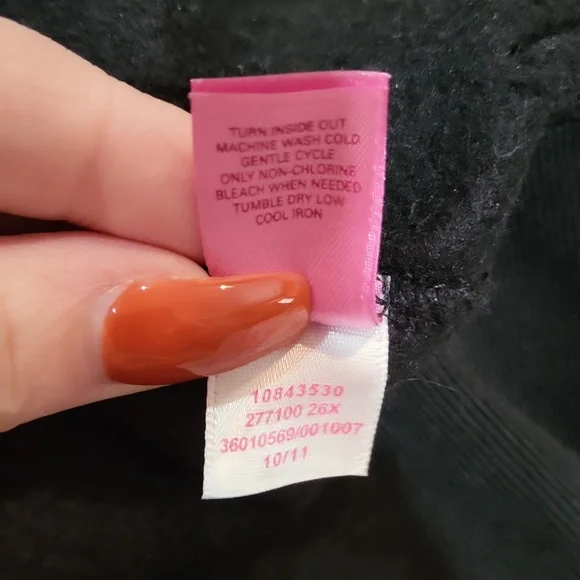 TURN INSIDE OUT
MACHINE WASH COLD
GENTLE CYCLE
ONLY NON-CHLORINE
BLEACH WHEN NEEDED
TUMBLE DRY LOW
COOL IRON
10843530
277100 26X
36010569/001007
10/11